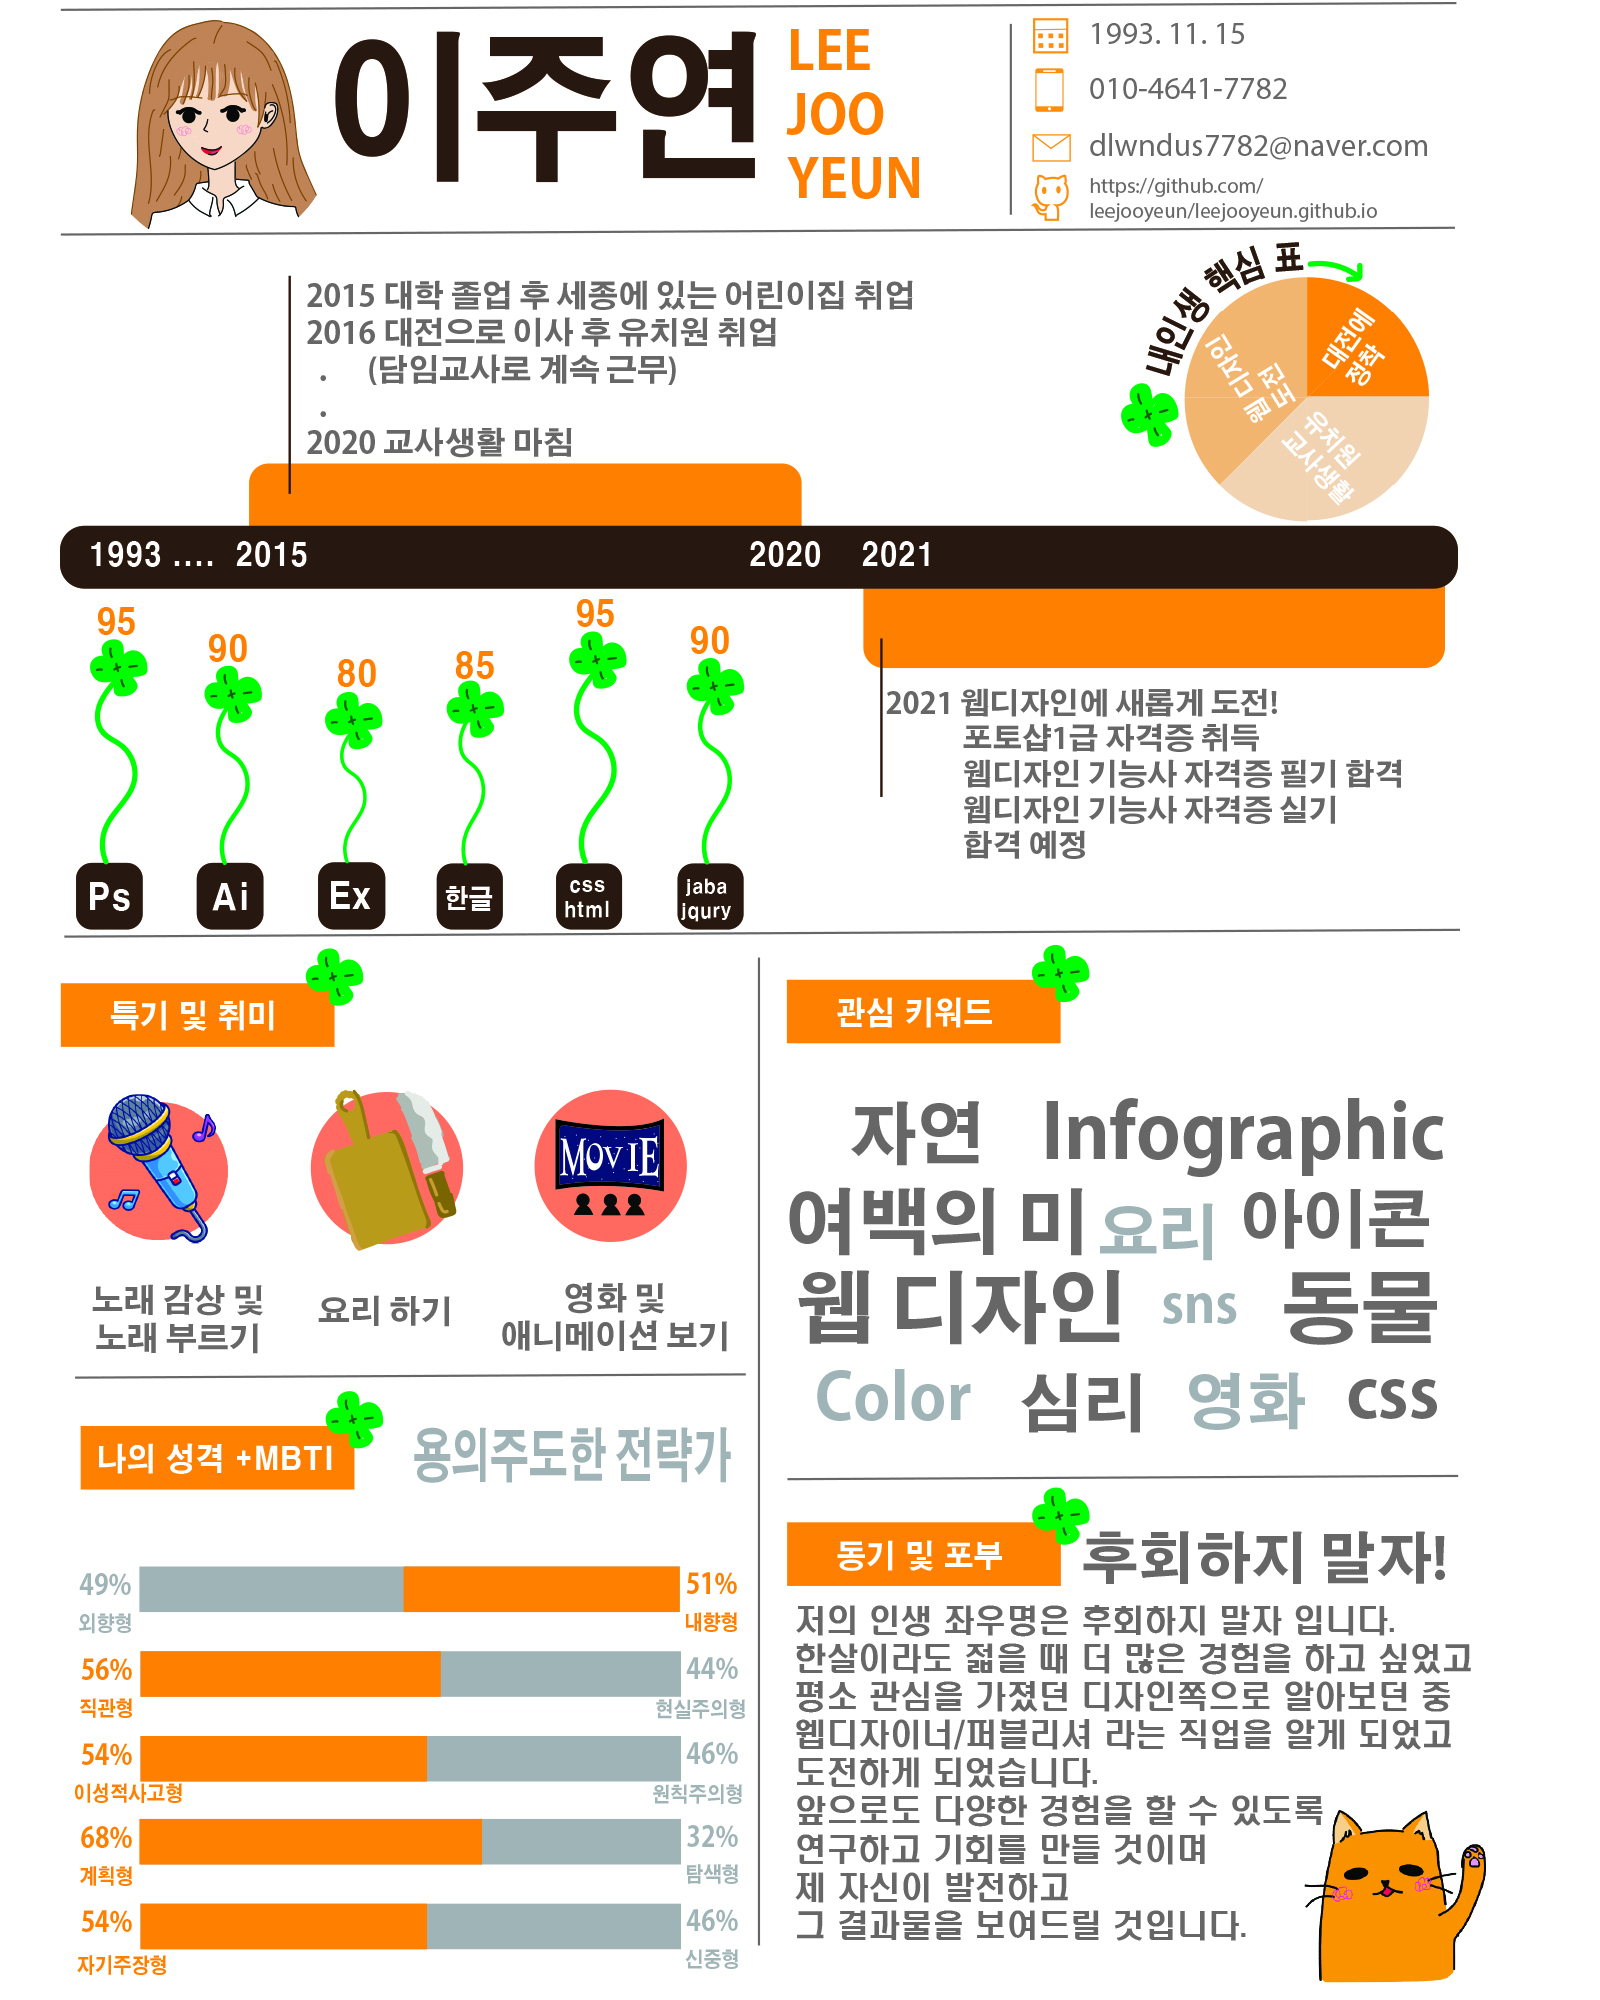 이주연
LEE
JOO
YEUN
1993. 11. 15
010-4641-7782
dlwndus7782@naver.com
https://github.com/
leejooyeun/leejooyeun.github.io
2015 대학 졸업 후 세종에 있는 어린이집 취업
2016 대전으로 이사 후 유치원 취업
. (담임교사로 계속 근무)
.
2020 교사생활 마침
내인생 핵심 표
대전에
정착
유치원
교사생활
웹디자인
도전
1993 .... 2015 2020 2021
95
90
80
85
95
90
Ps
Ai
Ex
한글
css
html
jaba
jqury
2021 웹디자인에 새롭게 도전!
포토샵1급 자격증 취득
웹디자인 기능사 자격증 필기 합격
웹디자인 기능사 자격증 실기
합격 예정
특기 및 취미
MOVIE
노래 감상 및
노래 부르기
요리 하기
영화 및
애니메이션 보기
관심 키워드
자연 Infographic
여백의 미 요리 아이콘
웹 디자인 sns 동물
Color 심리 영화 css
나의 성격 +MBTI
용의주도한 전략가
49% 51%
외향형 내향형
56% 44%
직관형 현실주의형
54% 46%
이성적사고형 원칙주의형
68% 32%
계획형 탐색형
54% 46%
자기주장형 신중형
동기 및 포부
후회하지 말자!
저의 인생 좌우명은 후회하지 말자 입니다.
한살이라도 젊을 때 더 많은 경험을 하고 싶었고
평소 관심을 가졌던 디자인쪽으로 알아보던 중
웹디자이너/퍼블리셔 라는 직업을 알게 되었고
도전하게 되었습니다.
앞으로도 다양한 경험을 할 수 있도록
연구하고 기회를 만들 것이며
제 자신이 발전하고
그 결과물을 보여드릴 것입니다.